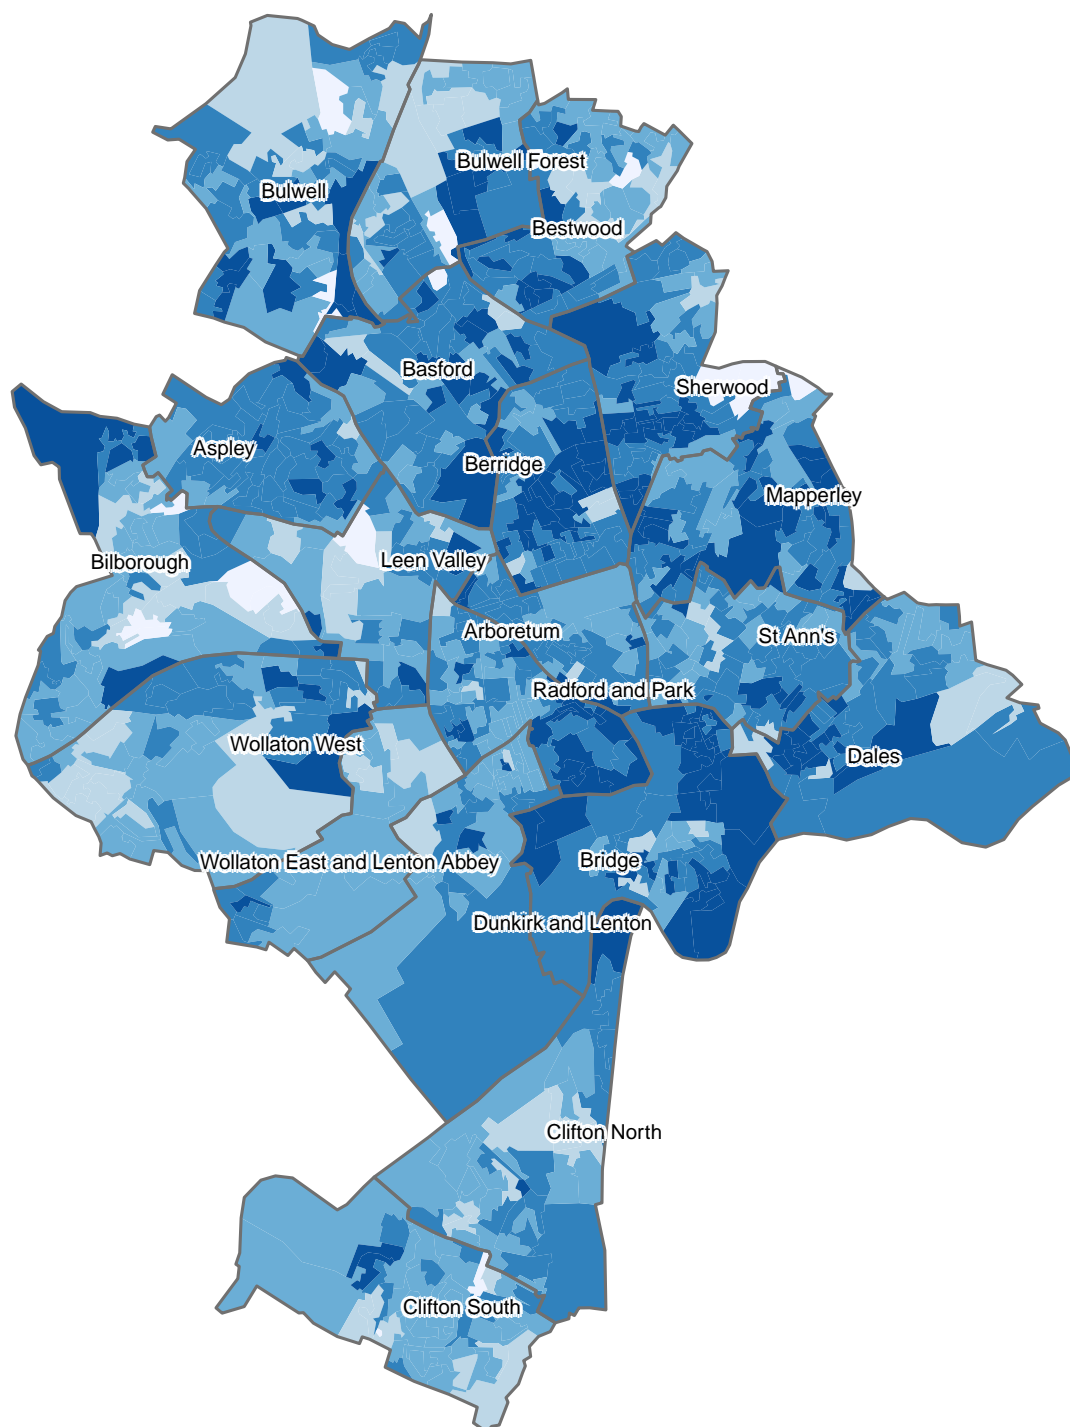 Bulwell Forest
Bulwell
Bestwood
Basford
Sherwood
Aspley
Berridge
Mapperley
Bilborough
Leen Valley
Arboretum
St Ann's
Radford and Park
Wollaton West
Dales
Wollaton East and Lenton Abbey
Bridge
Dunkirk and Lenton
Clifton North
Clifton South